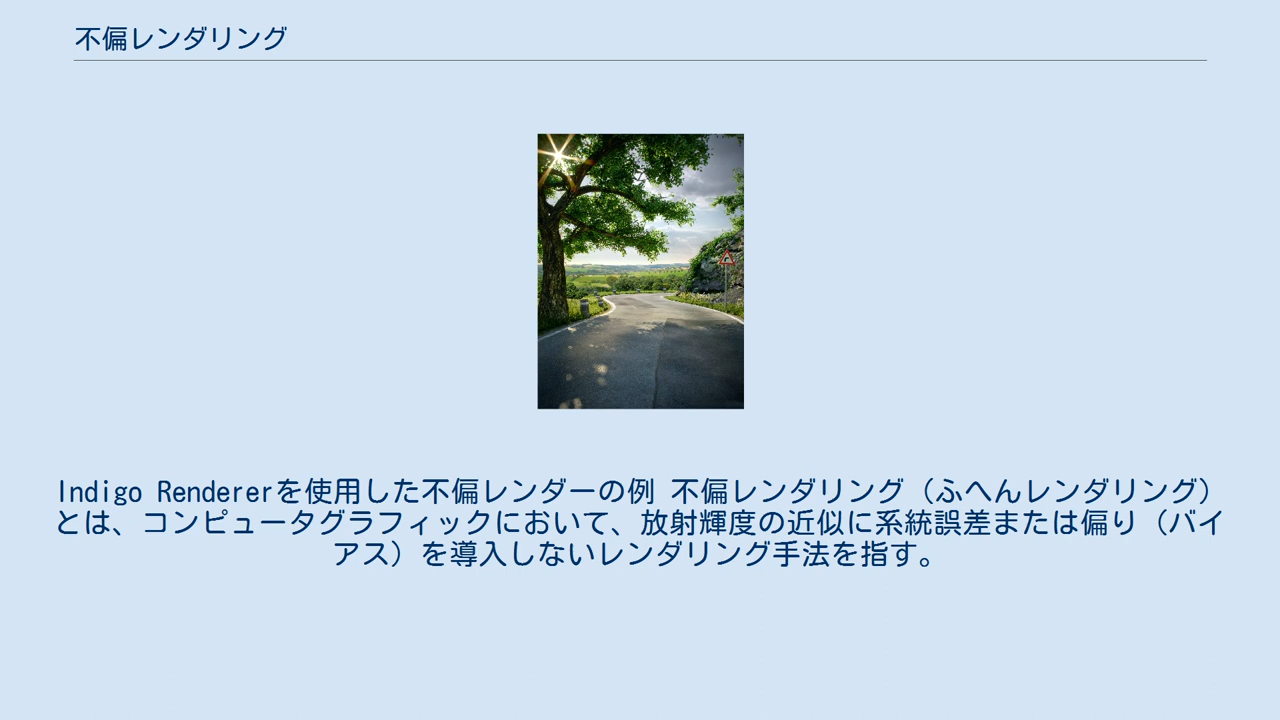 不偏レンダリング
Indigo Rendererを使用した不偏レンダーの例 不偏レンダリング（ふへんレンダリング）
とは、コンピュータグラフィックにおいて、放射輝度の近似に系統誤差または偏り（バイ
アス）を導入しないレンダリング手法を指す。